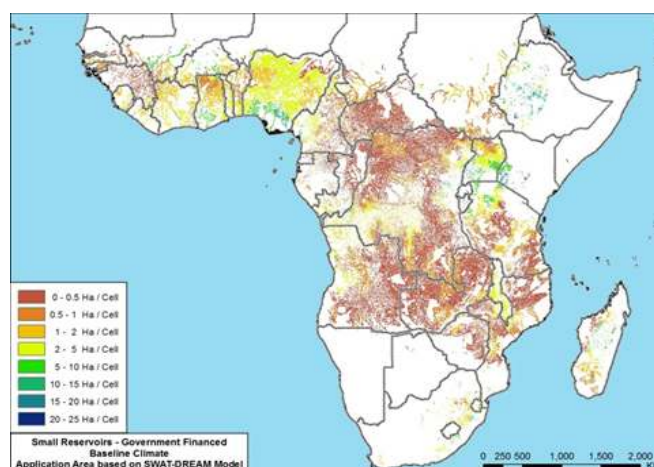 0 - 0.5 Ha / Cell
0.5 - 1 Ha / Cell
1 - 2 Ha / Cell
2 - 5 Ha / Cell
5 - 10 Ha / Cell
10 - 15 Ha / Cell
15 - 20 Ha / Cell
20 - 25 Ha / Cell
Small Reservoirs - Government Financed
Baseline Climate
Application Area based on SWAT-DREAM Model
0 250 500 1,000 1,500 2,000